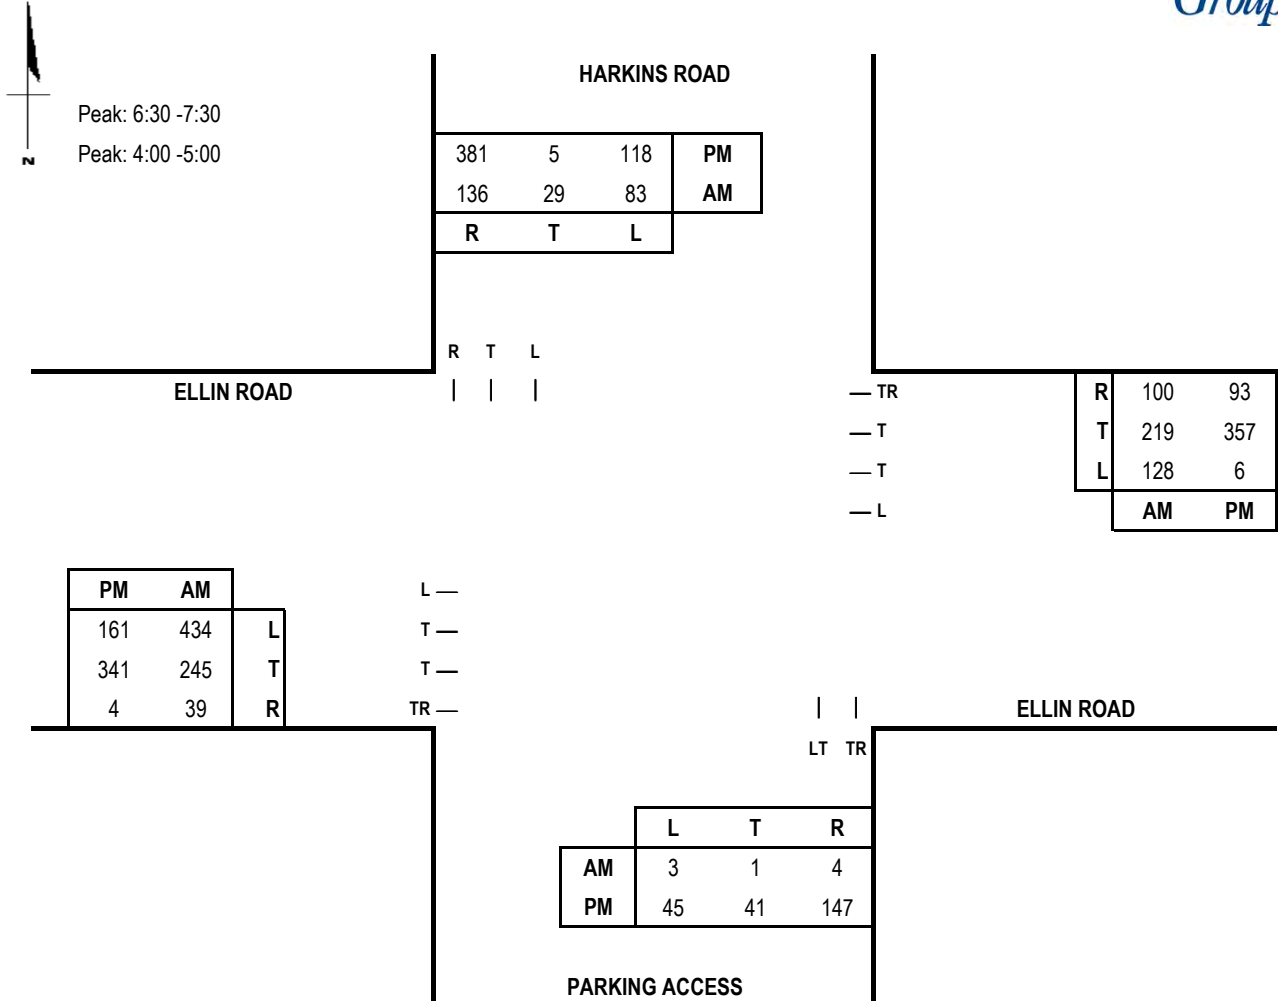 Group
HARKINS ROAD
Peak: 6:30 -7:30
Peak: 4:00 -5:00
N
381 5 118 PM
136 29 83 AM
R T L
R T L
ELLIN ROAD
TR
T
T
L
R 100 93
T 219 357
L 128 6
AM PM
PM AM
161 434 L
341 245 T
4 39 R
L
T
T
TR
ELLIN ROAD
LT TR
L T R
AM 3 1 4
PM 45 41 147
PARKING ACCESS